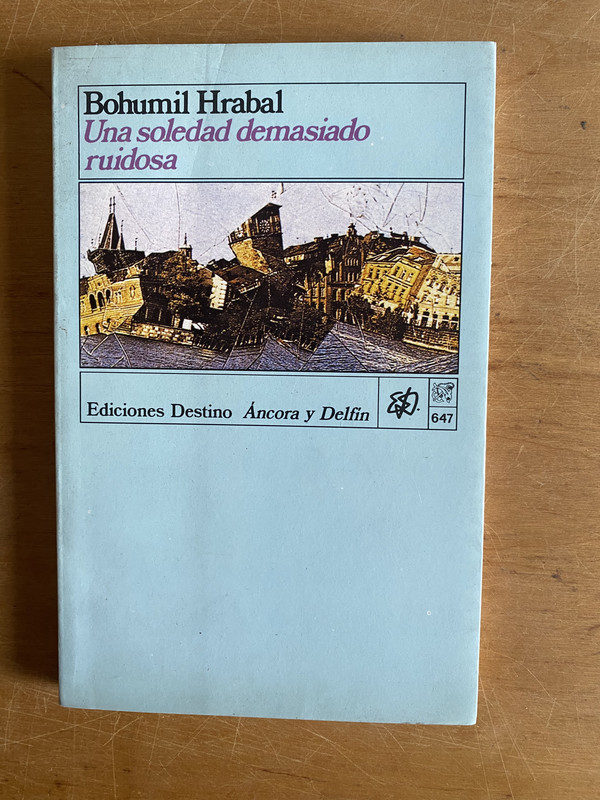 Bohumil Hrabal
Una soledad demasiado
ruidosa
Ediciones Destino Áncora y Delfín
647